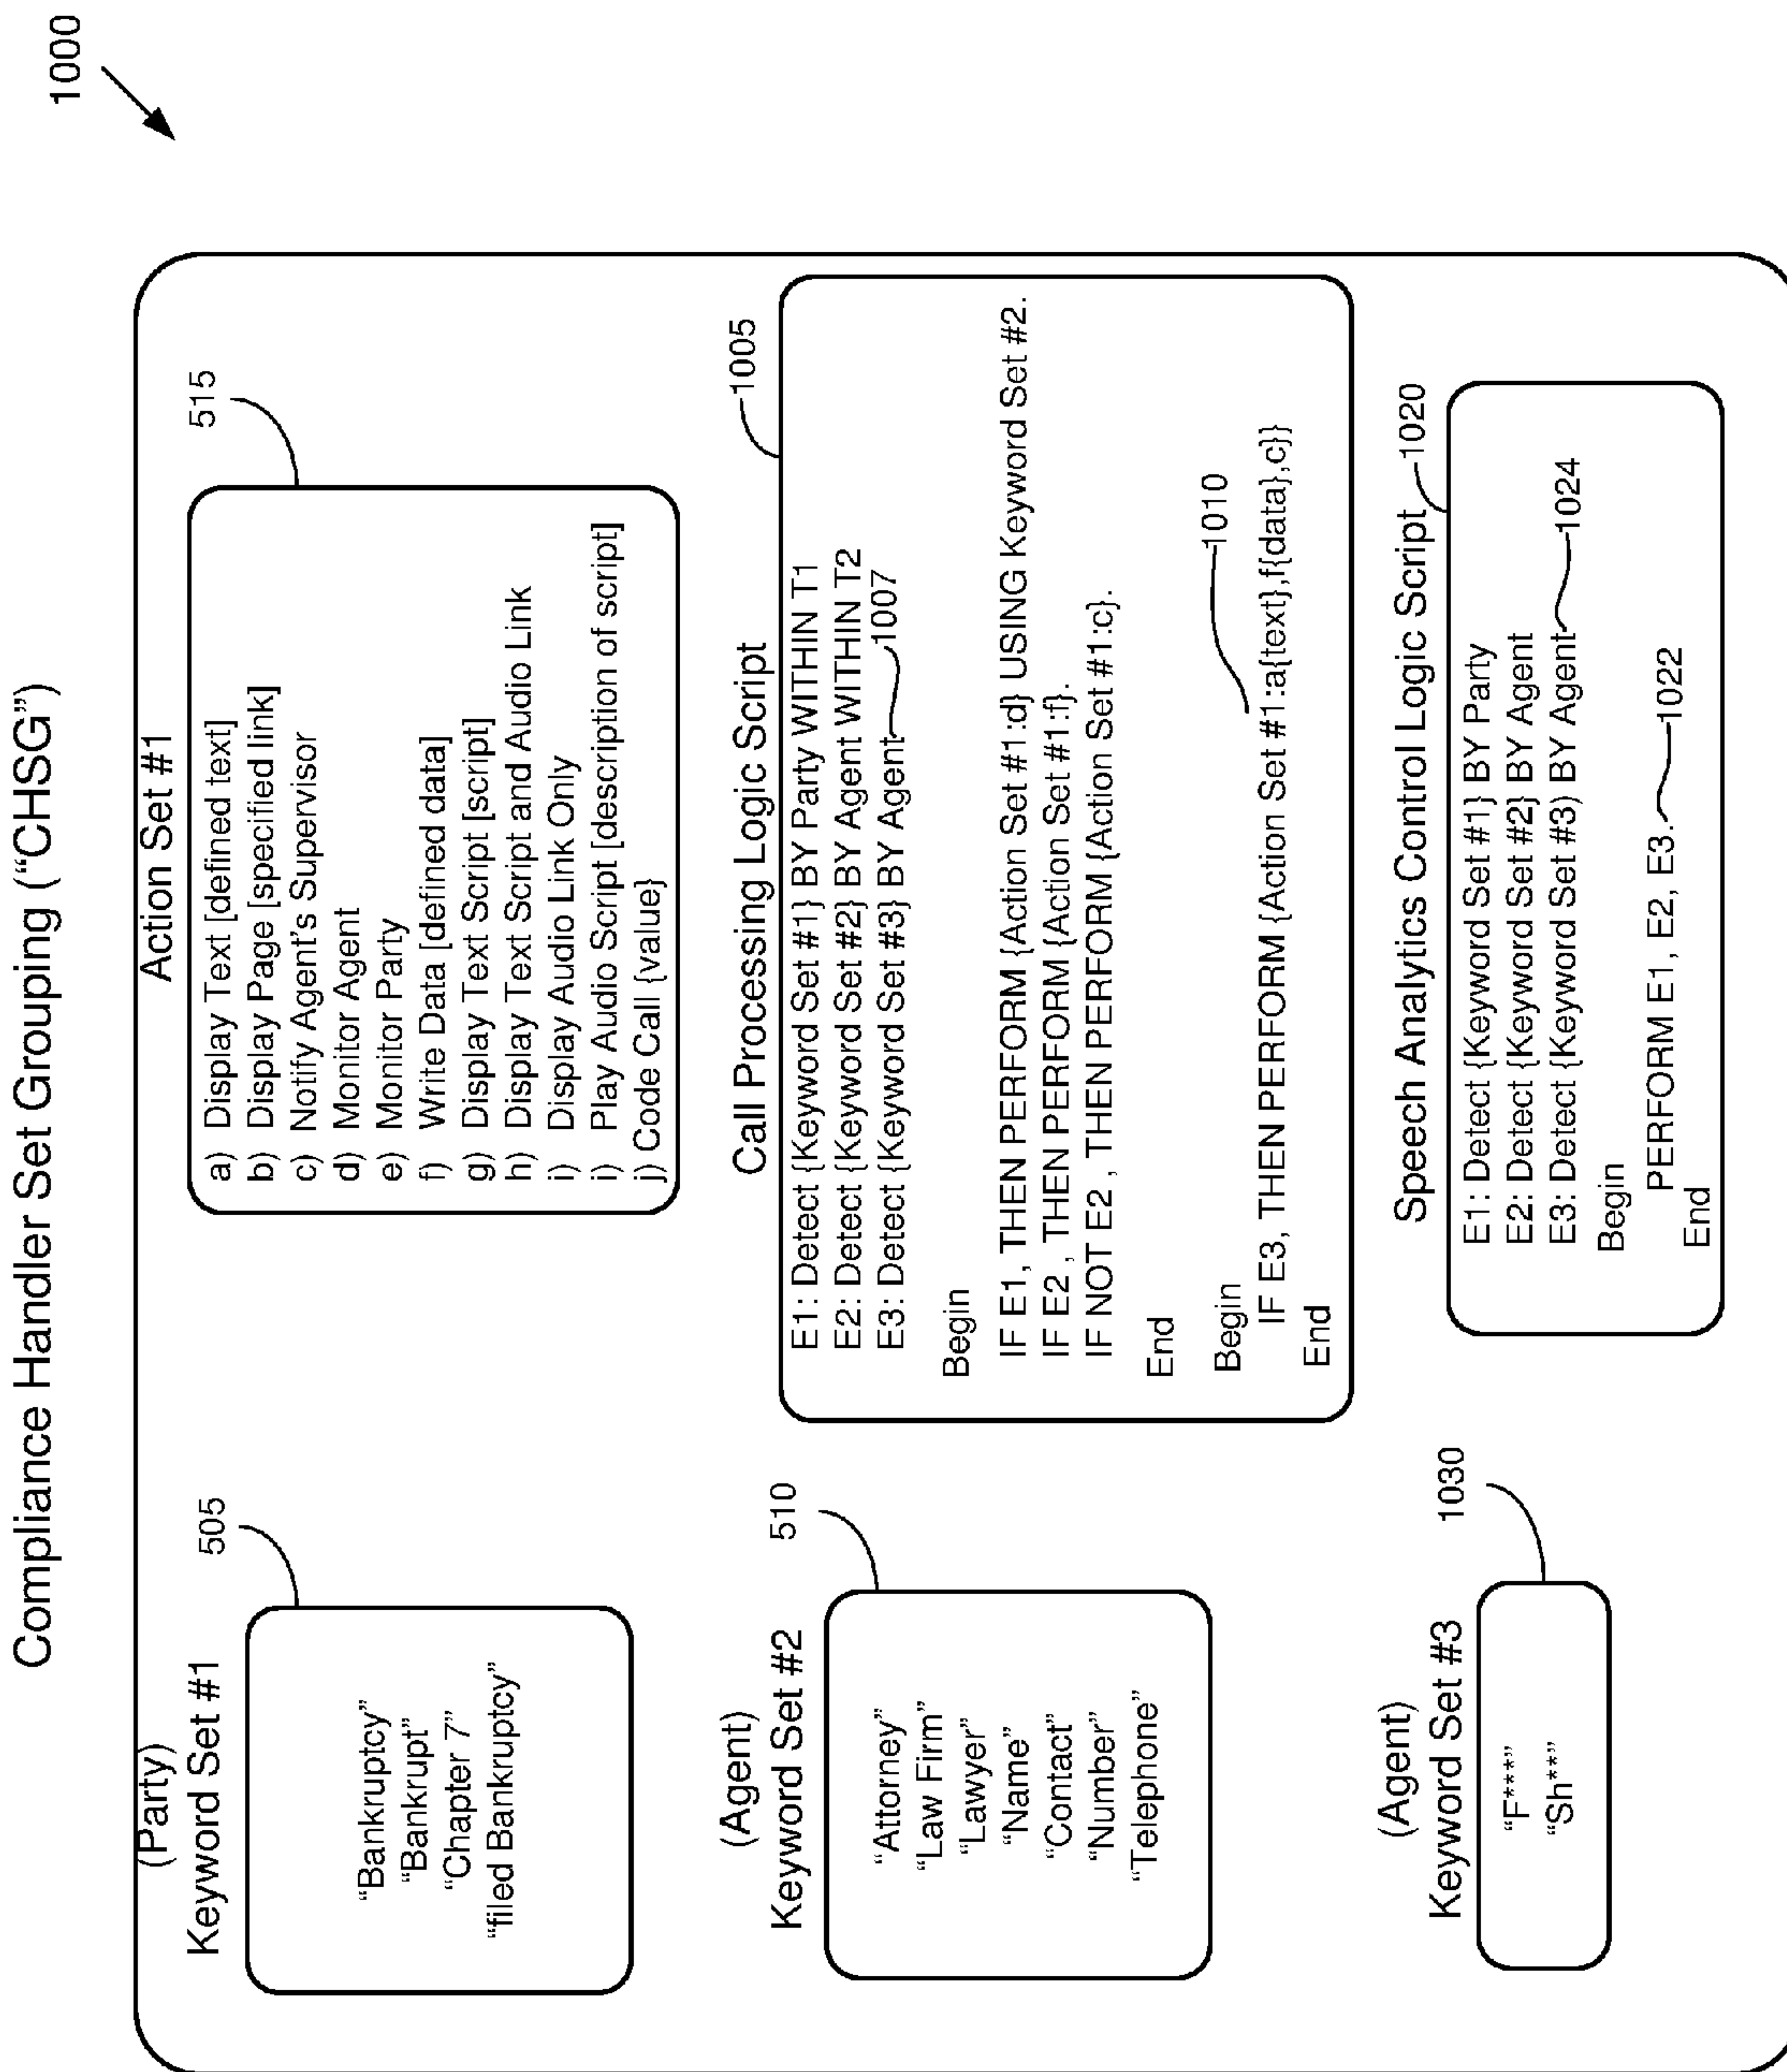 Compliance Handler Set Grouping (“CHSG”)
1000
(Party)
Keyword Set #1
505
“Bankruptcy”
“Bankrupt”
“Chapter 7”
“filed Bankruptcy”
Action Set #1
515
a) Display Text [defined text]
b) Display Page [specified link]
c) Notify Agent’s Supervisor
d) Monitor Agent
e) Monitor Party
f) Write Data [defined data]
g) Display Text Script [script]
h) Display Text Script and Audio Link
i) Display Audio Link Only
i) Play Audio Script [description of script]
j) Code Call {value}
(Agent)
Keyword Set #2
510
“Attorney”
“Law Firm”
“Lawyer”
“Name”
“Contact”
“Number”
“Telephone”
Call Processing Logic Script
1005
E1: Detect {Keyword Set #1} BY Party WITHIN T1
E2: Detect {Keyword Set #2} BY Agent WITHIN T2
E3: Detect {Keyword Set #3} BY Agent 1007
Begin
IF E1, THEN PERFORM {Action Set #1:d} USING Keyword Set #2.
IF E2 , THEN PERFORM {Action Set #1:f}.
IF NOT E2 , THEN PERFORM {Action Set #1:c}.
End
1010
Begin
IF E3, THEN PERFORM {Action Set #1:a{text},f{data},c}}
End
(Agent)
Keyword Set #3
1030
“F****”
“Sh**”
Speech Analytics Control Logic Script 1020
E1: Detect {Keyword Set #1} BY Party
E2: Detect {Keyword Set #2} BY Agent
E3: Detect {Keyword Set #3) BY Agent 1024
Begin
PERFORM E1, E2, E3. 1022
End